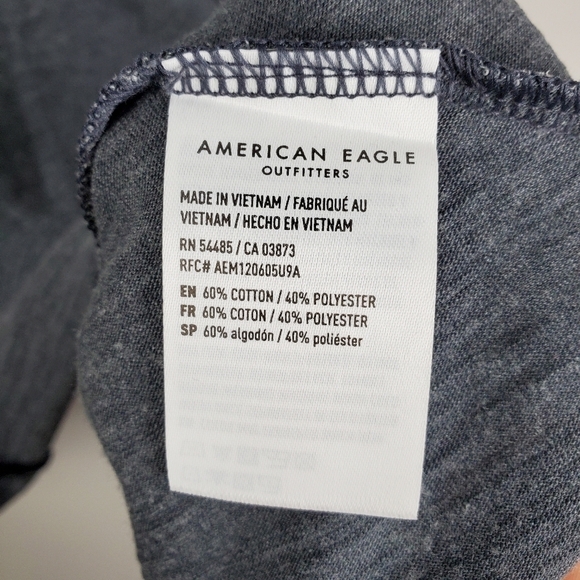 AMERICAN EAGLE
OUTFITTERS
MADE IN VIETNAM / FABRIQUÉ AU
VIETNAM / HECHO EN VIETNAM
RN 54485 / CA 03873
RFC# AEM120605U9A
EN 60% COTTON / 40% POLYESTER
FR 60% COTON / 40% POLYESTER
SP 60% algodón / 40% poliéster